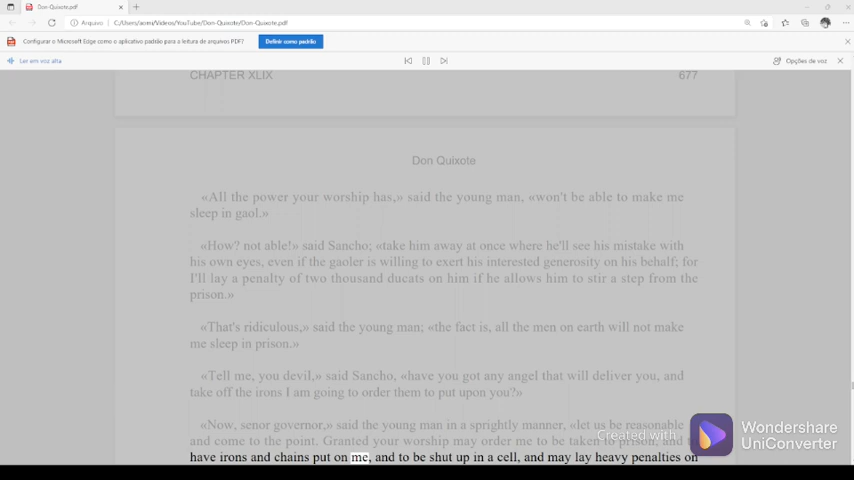 Don-Quixote.pdf
Arquivo C:/Users/
/Videos/YouTube/Don-Quixote/Don-Quixote.pdf
Configurar o Microsoft Edge como o aplicativo padrão para a leitura de arquivos PDF? Definir como padrão
Ler em voz alta
Opções de voz
CHAPTER XLIX 677
Don Quixote
«All the power your worship has,» said the young man, «won't be able to make me
sleep in gaol.»
«How? not able!» said Sancho; «take him away at once where he'll see his mistake with
his own eyes, even if the gaoler is willing to exert his interested generosity on his behalf; for
I'll lay a penalty of two thousand ducats on him if he allows him to stir a step from the
prison.»
«That's ridiculous,» said the young man; «the fact is, all the men on earth will not make
me sleep in prison.»
«Tell me, you devil,» said Sancho, «have you got any angel that will deliver you, and
take off the irons I am going to order them to put upon you?»
«Now, senor governor,» said the young man in a sprightly manner, «let us be reasonable
and come to the point. Granted your worship may order me to be taken to prison, and
have irons and chains put on me, and to be shut up in a cell, and may lay heavy penalties on
Created with
Wondershare
UniConverter